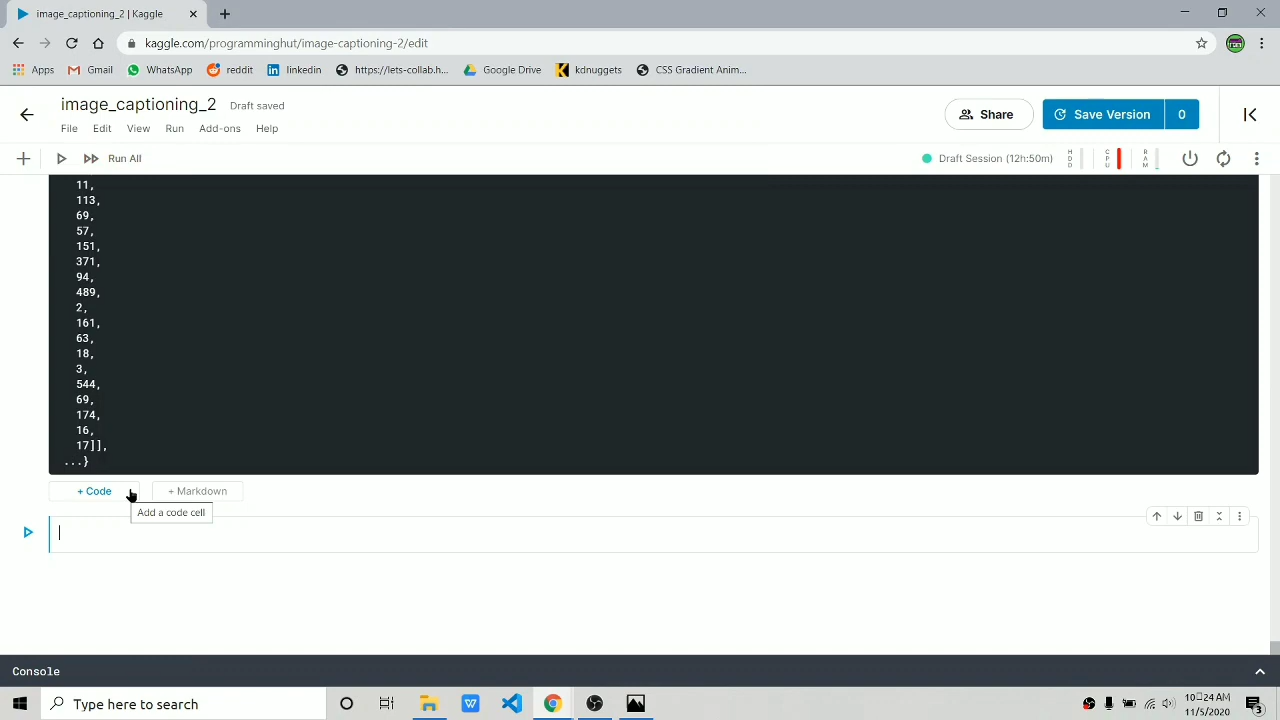 image_captioning_2 | Kaggle
kaggle.com/programminghut/image-captioning-2/edit
Apps Gmail WhatsApp reddit linkedin https://lets-collab.h... Google Drive kdnuggets CSS Gradient Anim...
image_captioning_2 Draft saved
File Edit View Run Add-ons Help
Share
Save Version 0
Run All
Draft Session (12h:50m)
HDD
CPU
RAM
11,
113,
69,
57,
151,
371,
94,
489,
2,
161,
63,
18,
3,
544,
69,
174,
16,
17]],
...}
+ Code
+ Markdown
Add a code cell
Console
Type here to search
10:24 AM
11/5/2020
3